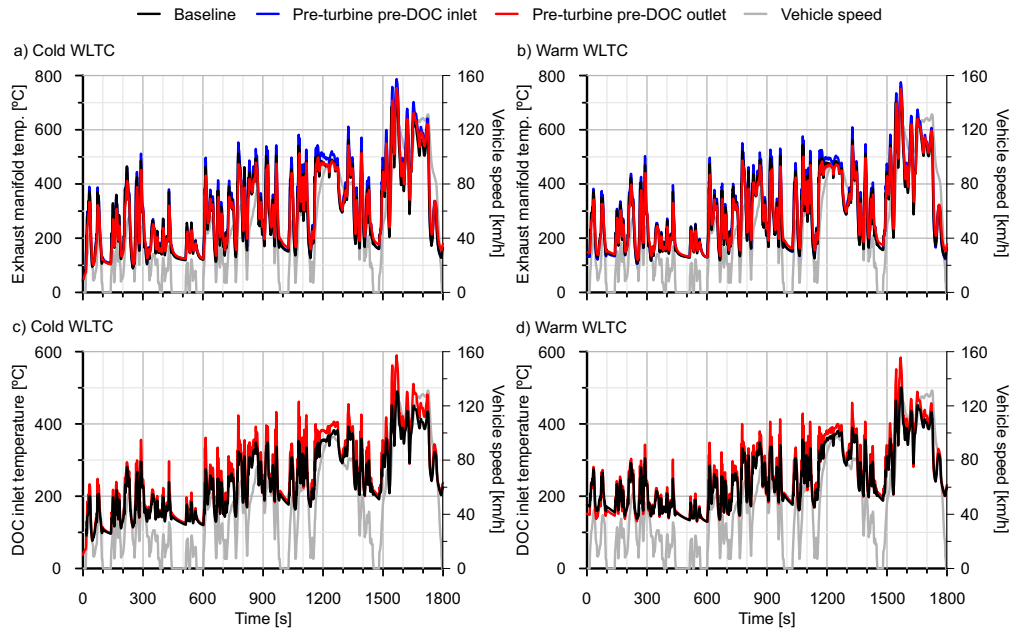 Baseline Pre-turbine pre-DOC inlet Pre-turbine pre-DOC outlet Vehicle speed
a) Cold WLTC
Exhaust manifold temp. [ºC]
800
600
400
200
0
160
120
80
40
0
Vehicle speed [km/h]
b) Warm WLTC
Exhaust manifold temp. [ºC]
800
600
400
200
0
160
120
80
40
0
Vehicle speed [km/h]
c) Cold WLTC
DOC inlet temperature [ºC]
600
400
200
0
160
120
80
40
0
Vehicle speed [km/h]
0 300 600 900 1200 1500 1800
Time [s]
d) Warm WLTC
DOC inlet temperature [ºC]
600
400
200
0
160
120
80
40
0
Vehicle speed [km/h]
0 300 600 900 1200 1500 1800
Time [s]